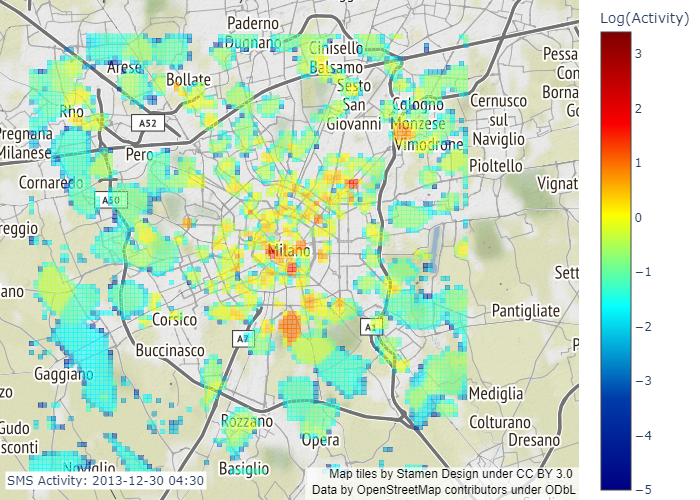 Log(Activity)
Paderno
Dugnano
Cinisello
Balsamo
Arese
Bollate
Sesto
San
Giovanni
Rho
A52
Cologno
Monzese
Cernusco
sul
Naviglio
Vimodrone
Pero
Pioltello
Cornaredo
A50
Milano
Pantigliate
Corsico
A7
A1
Buccinasco
Gaggiano
Rozzano
Opera
Mediglia
Colturano
Dresano
Noviglio
Basiglio
Pessa
Con
Borna
Go
Pregnana
Milanese
Vignat
reggio
Sett
ano
P
zo
Gudo
sconti
3
2
1
0
−1
−2
−3
−4
−5
SMS Activity: 2013-12-30 04:30
Map tiles by Stamen Design under CC BY 3.0
Data by OpenStreetMap contributors under ODbL